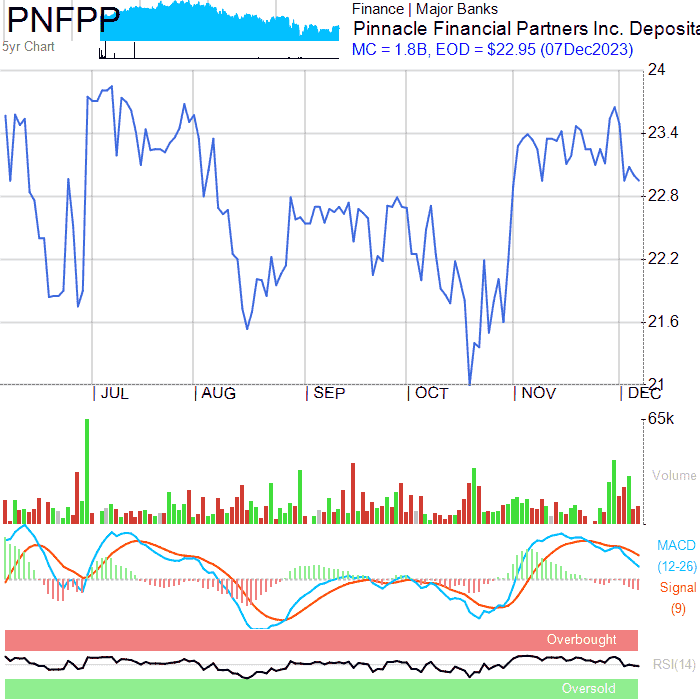 PNFPP
5yr Chart
Finance | Major Banks
Pinnacle Financial Partners Inc. Deposita
MC = 1.8B, EOD = $22.95 (07Dec2023)
24
23.4
22.8
22.2
21.6
21
JUL AUG SEP OCT NOV DEC
65k
Volume
MACD
(12-26)
Signal
(9)
Overbought
RSI(14)
Oversold